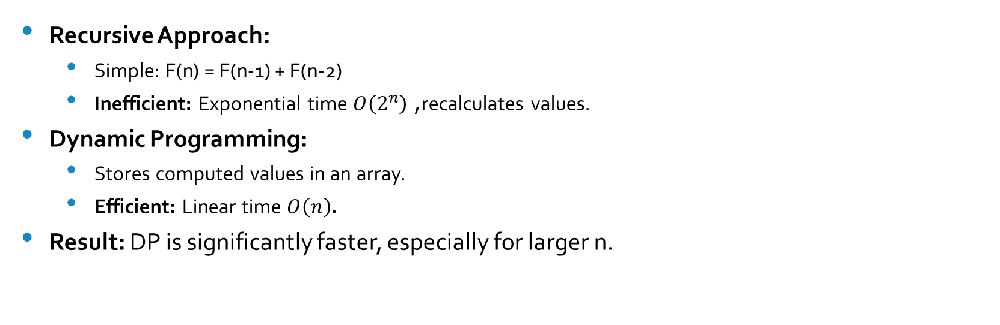 • Recursive Approach:
• Simple: F(n) = F(n-1) + F(n-2)
• Inefficient: Exponential time O(2ⁿ) ,recalculates values.
• Dynamic Programming:
• Stores computed values in an array.
• Efficient: Linear time O(n).
• Result: DP is significantly faster, especially for larger n.